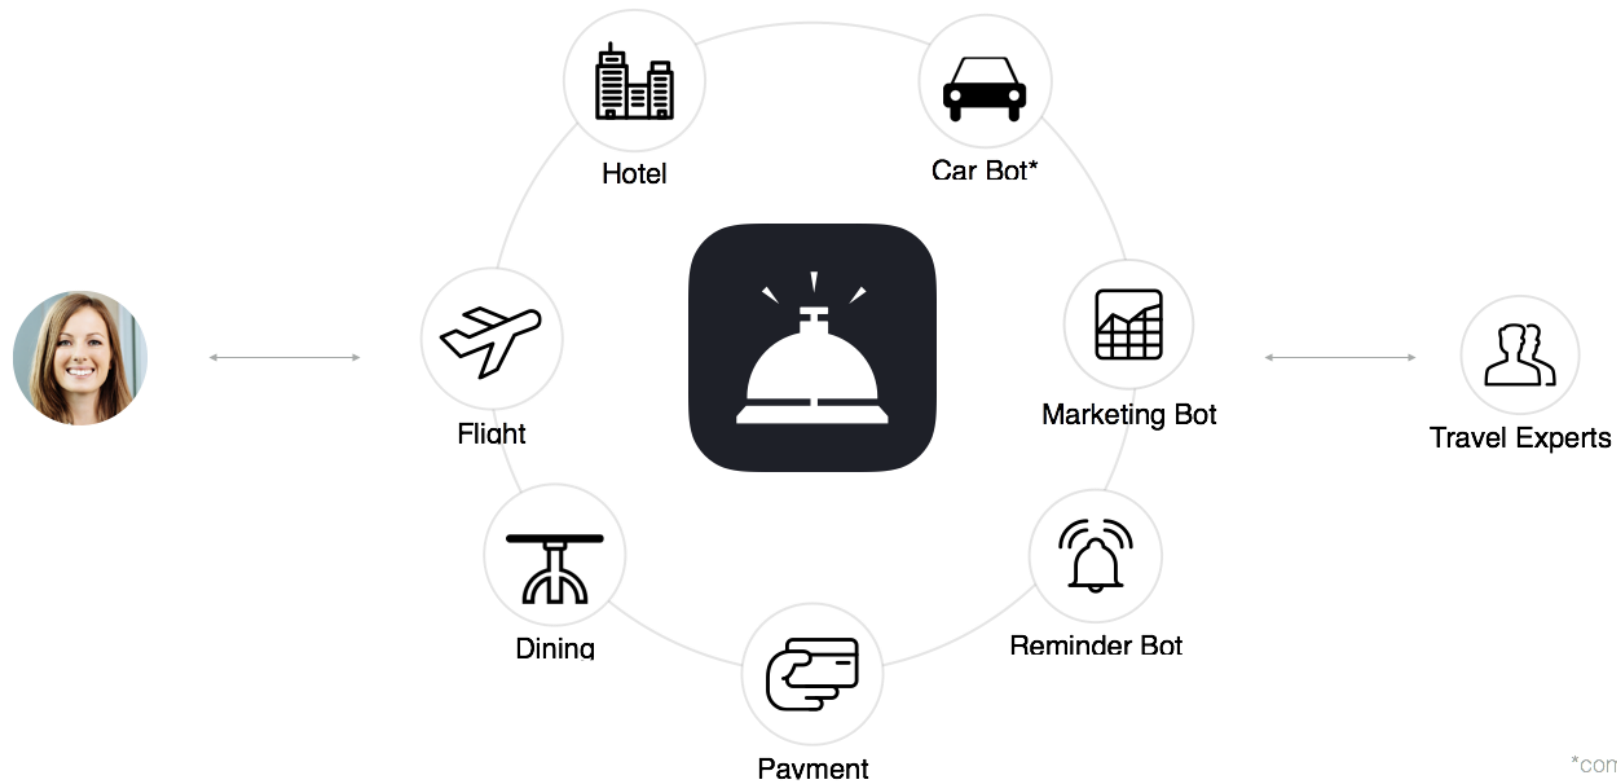 Hotel
Car Bot*
Flight
Marketing Bot
Travel Experts
Dining
Reminder Bot
Payment